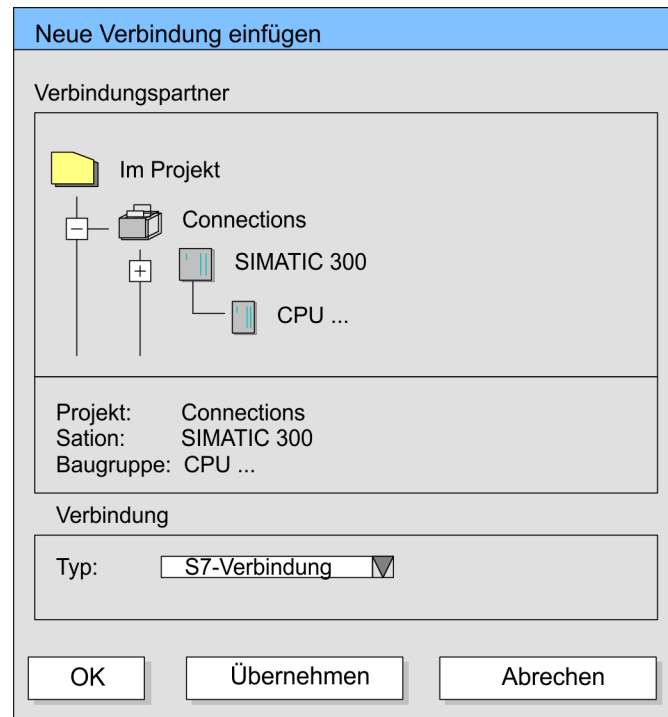 Neue Verbindung einfügen
Verbindungspartner
Im Projekt
Connections
SIMATIC 300
CPU ...
Projekt: Connections
Sation: SIMATIC 300
Baugruppe: CPU ...
Verbindung
Typ: S7-Verbindung
OK Übernehmen Abrechen